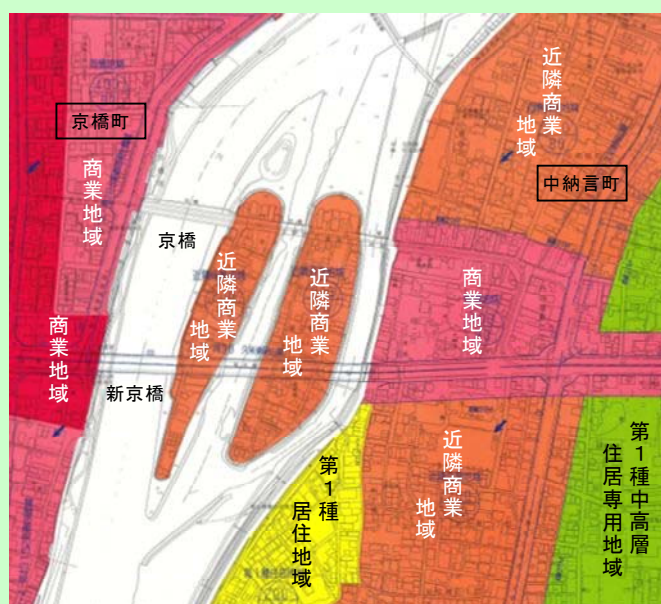 近隣商業
地域
京橋町
商業地域
中納言町
京橋
近隣商業
地域
近隣商業
地域
商業地域
商業地域
新京橋
近隣商業
地域
第1種
居住地域
第1種中高層
住居専用地域